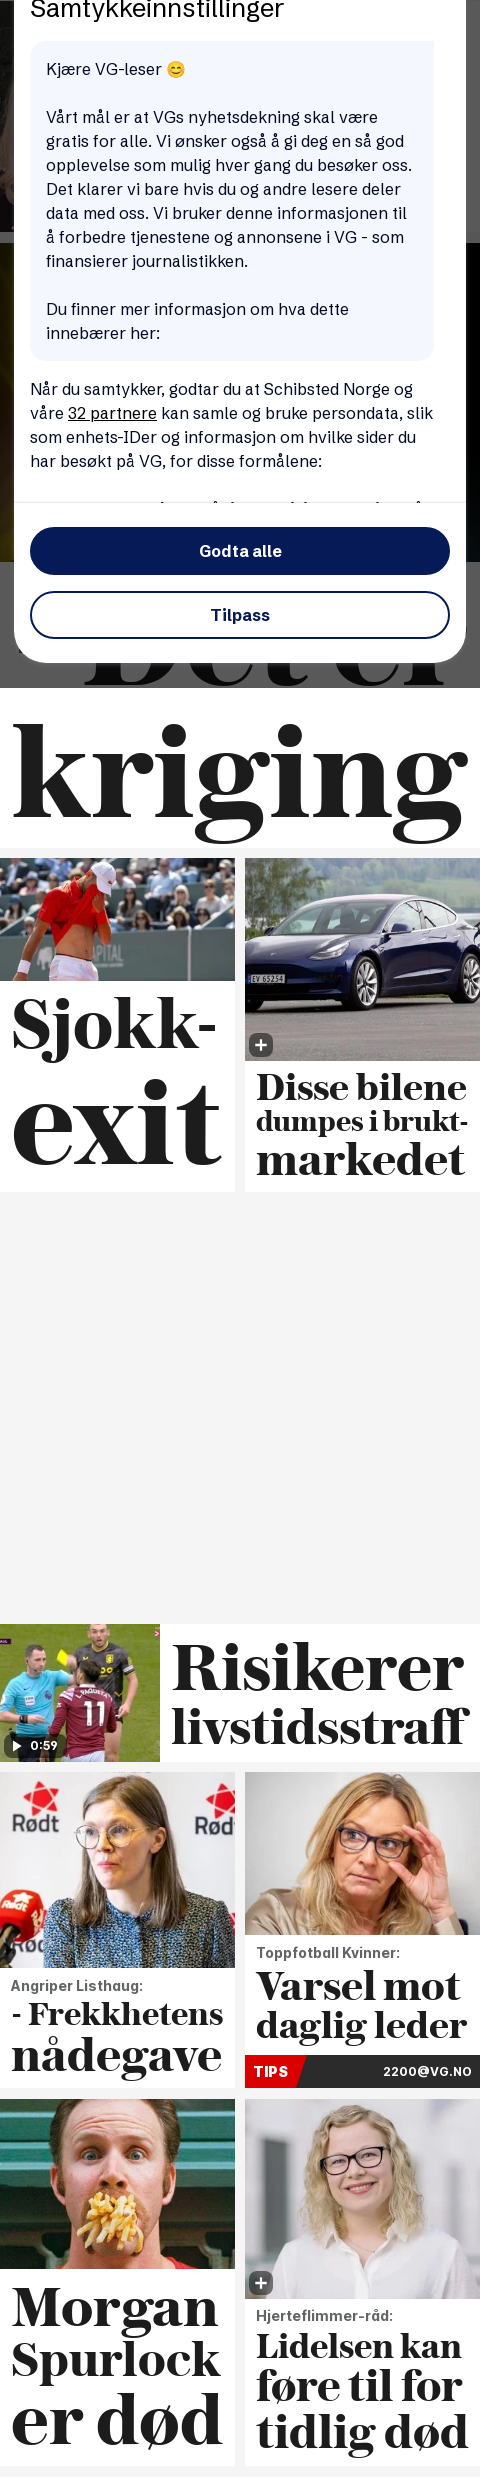 Samtykkeinnstillinger
Kjære VG-leser 😊
Vårt mål er at VGs nyhetsdekning skal være
gratis for alle. Vi ønsker også å gi deg en så god
opplevelse som mulig hver gang du besøker oss.
Det klarer vi bare hvis du og andre lesere deler
data med oss. Vi bruker denne informasjonen til
å forbedre tjenestene og annonsene i VG - som
finansierer journalistikken.
Du finner mer informasjon om hva dette
innebærer her:
Når du samtykker, godtar du at Schibsted Norge og
våre 32 partnere kan samle og bruke persondata, slik
som enhets-IDer og informasjon om hvilke sider du
har besøkt på VG, for disse formålene:
Godta alle
Tilpass
Det er
kriging
Sjokk-
exit
EV 65254
Disse bilene
dumpes i brukt-
markedet
L. PAQUETÁ
11
0:59
Risikerer
livstidsstraff
Rødt
Rødt
Rødt
Angriper Listhaug:
- Frekkhetens
nådegave
Toppfotball Kvinner:
Varsel mot
daglig leder
TIPS
2200@VG.NO
Morgan
Spurlock
er død
Hjerteflimmer-råd:
Lidelsen kan
føre til for
tidlig død